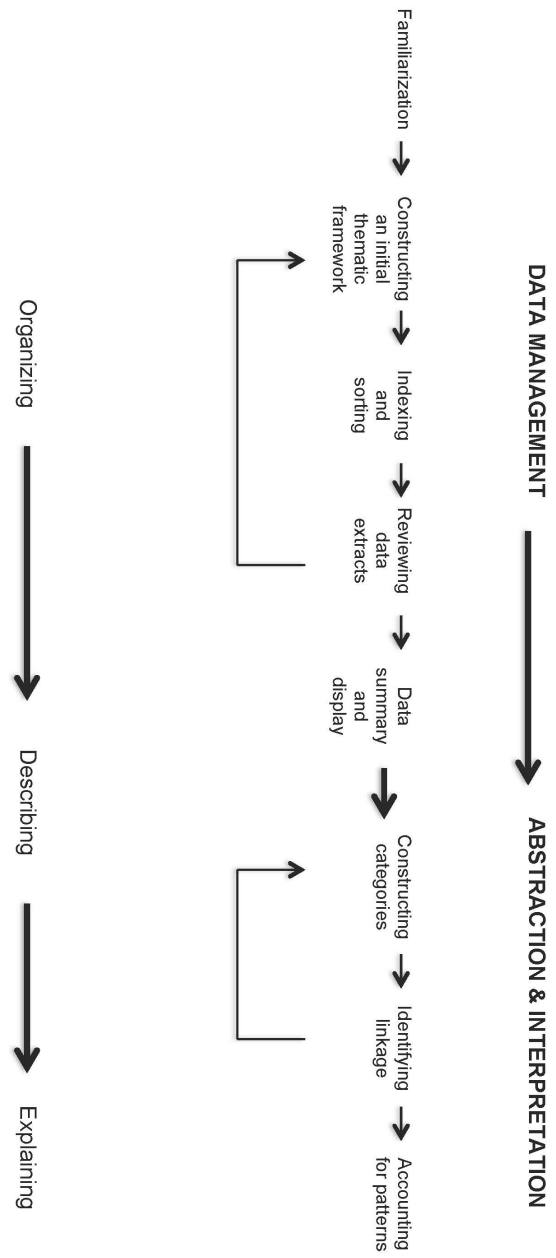 DATA MANAGEMENT
ABSTRACTION & INTERPRETATION
Familiarization
Constructing
an initial
thematic
framework
Indexing
and
sorting
Reviewing
data
extracts
Data
summary
and
display
Constructing
categories
Identifying
linkage
Accounting
for patterns
Organizing
Describing
Explaining